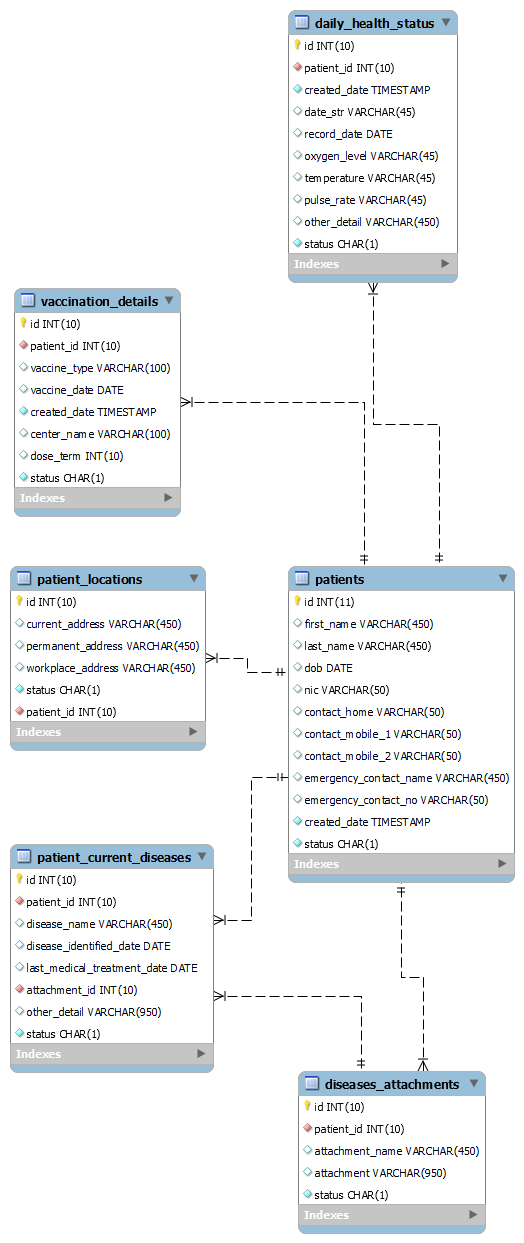 daily_health_status
id INT(10)
patient_id INT(10)
created_date TIMESTAMP
date_str VARCHAR(45)
record_date DATE
oxygen_level VARCHAR(45)
temperature VARCHAR(45)
pulse_rate VARCHAR(45)
other_detail VARCHAR(450)
status CHAR(1)
Indexes
vaccination_details
id INT(10)
patient_id INT(10)
vaccine_type VARCHAR(100)
vaccine_date DATE
created_date TIMESTAMP
center_name VARCHAR(100)
dose_term INT(10)
status CHAR(1)
Indexes
patient_locations
id INT(10)
current_address VARCHAR(450)
permanent_address VARCHAR(450)
workplace_address VARCHAR(450)
status CHAR(1)
patient_id INT(10)
Indexes
patients
id INT(11)
first_name VARCHAR(450)
last_name VARCHAR(450)
dob DATE
nic VARCHAR(50)
contact_home VARCHAR(50)
contact_mobile_1 VARCHAR(50)
contact_mobile_2 VARCHAR(50)
emergency_contact_name VARCHAR(450)
emergency_contact_no VARCHAR(50)
created_date TIMESTAMP
status CHAR(1)
Indexes
patient_current_diseases
id INT(10)
patient_id INT(10)
disease_name VARCHAR(450)
disease_identified_date DATE
last_medical_treatment_date DATE
attachment_id INT(10)
other_detail VARCHAR(950)
status CHAR(1)
Indexes
diseases_attachments
id INT(10)
patient_id INT(10)
attachment_name VARCHAR(450)
attachment VARCHAR(950)
status CHAR(1)
Indexes